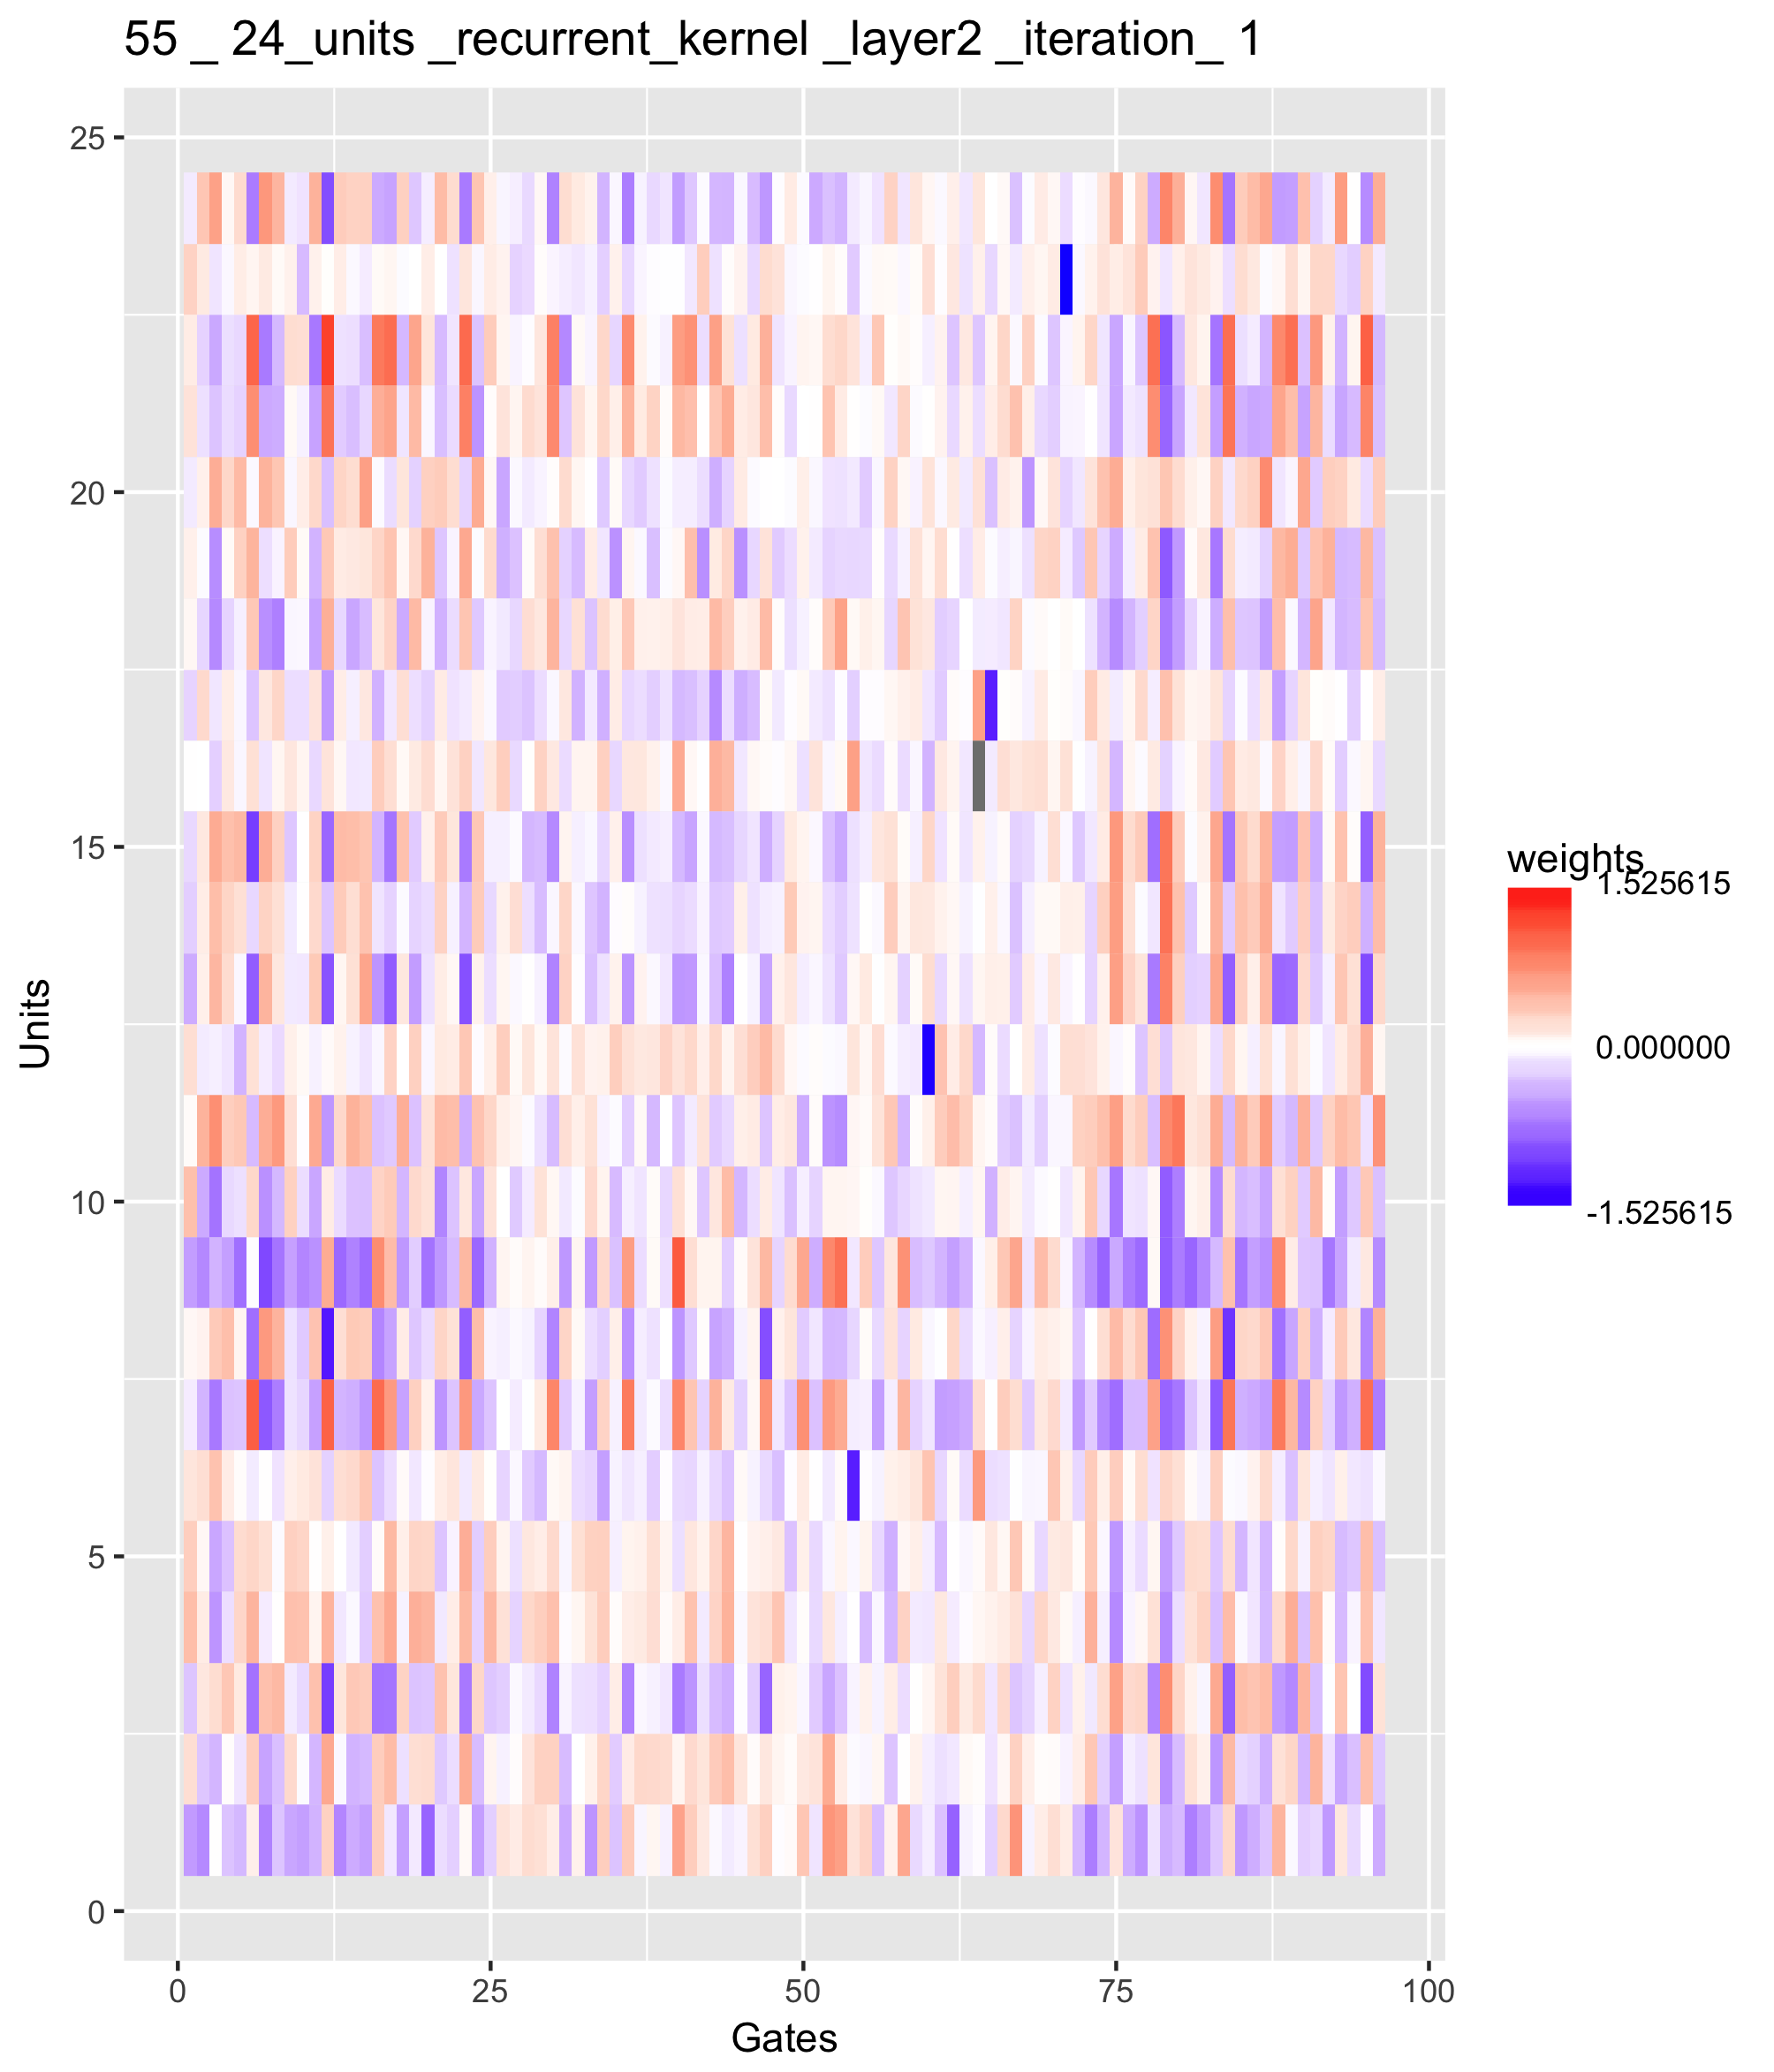 55 _ 24_units _recurrent_kernel _layer2 _iteration_ 1
25
20
15
10
5
0
Units
0 25 50 75 100
Gates
weights
1.525615
0.000000
-1.525615